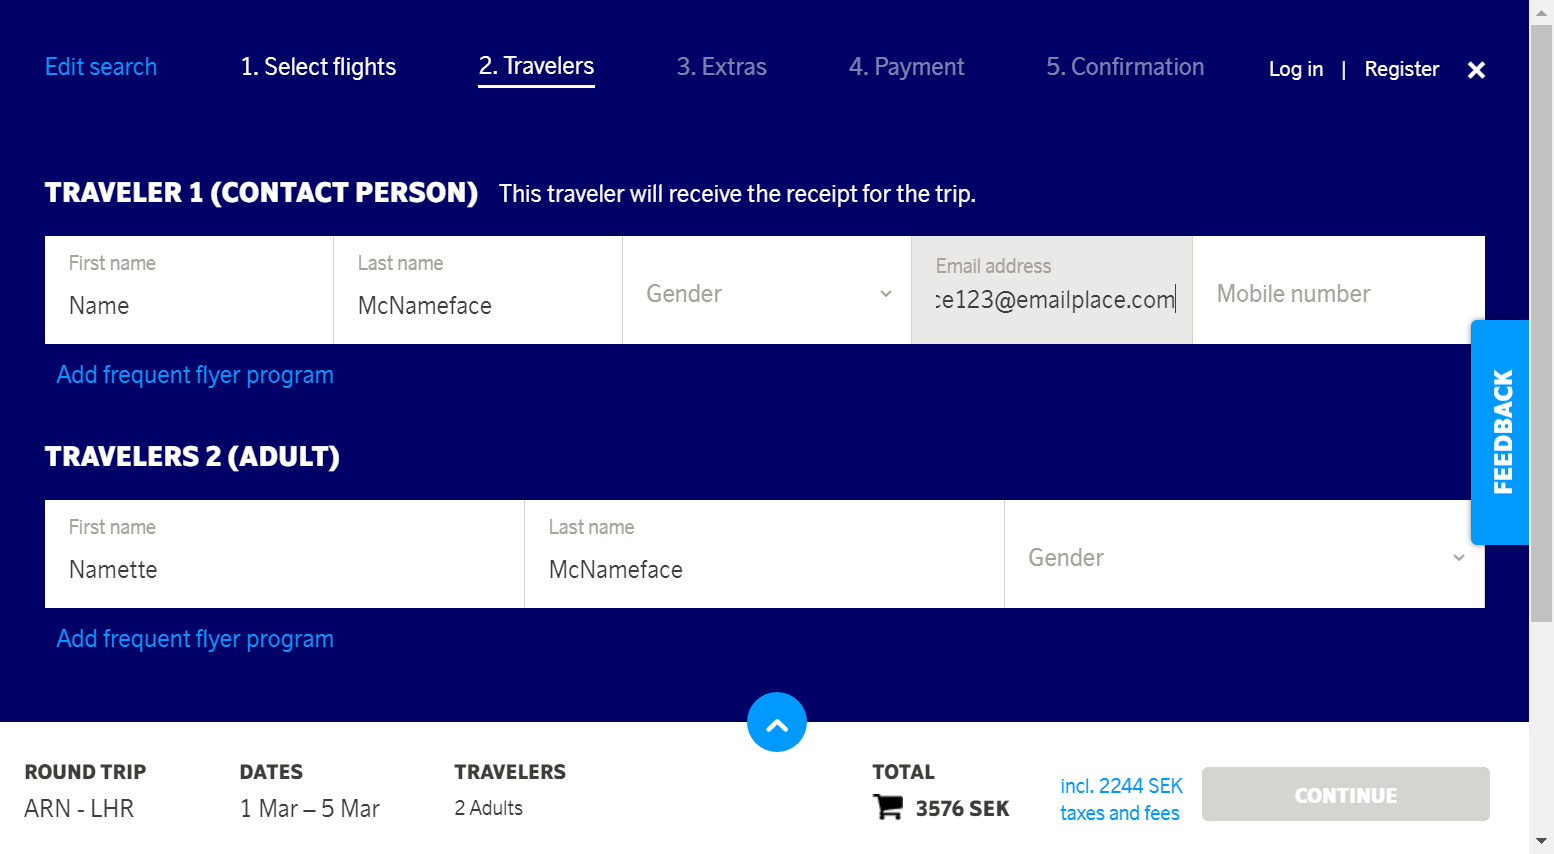 Edit search
1. Select flights
2. Travelers
3. Extras
4. Payment
5. Confirmation
Log in | Register
TRAVELER 1 (CONTACT PERSON) This traveler will receive the receipt for the trip.
First name
Name
Last name
McNameface
Gender
Email address
ce123@emailplace.com
Mobile number
Add frequent flyer program
FEEDBACK
TRAVELERS 2 (ADULT)
First name
Namette
Last name
McNameface
Gender
Add frequent flyer program
ROUND TRIP
ARN - LHR
DATES
1 Mar – 5 Mar
TRAVELERS
2 Adults
TOTAL
3576 SEK
incl. 2244 SEK
taxes and fees
CONTINUE